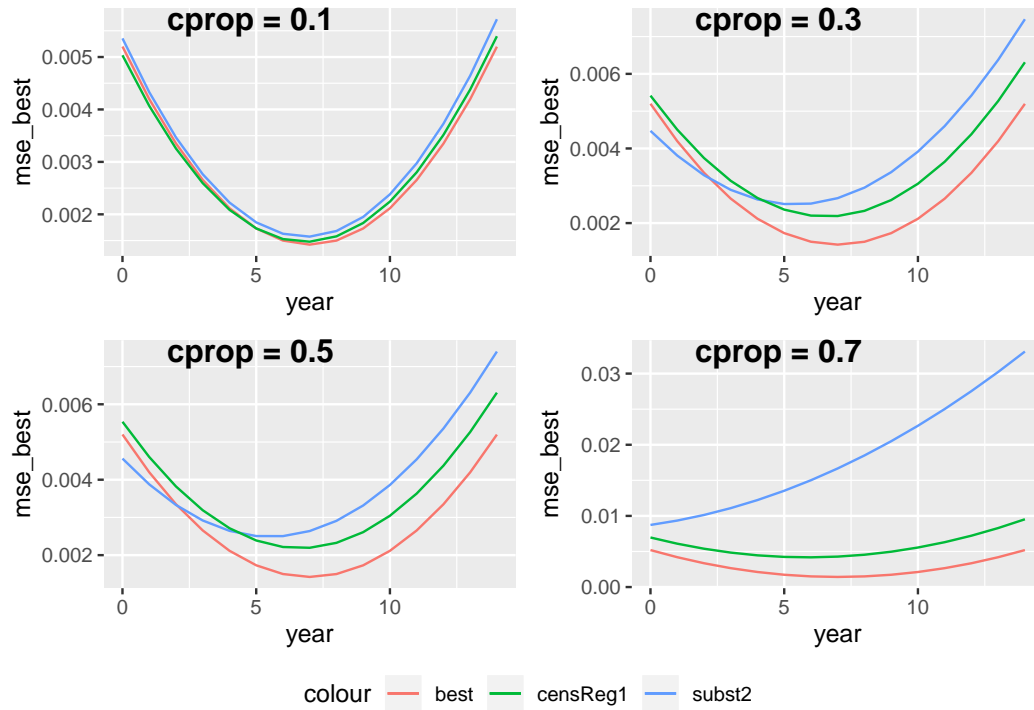 cprop = 0.1
0.005
0.004
0.003
0.002
mse_best
0 5 10
year
cprop = 0.3
0.006
0.004
0.002
mse_best
0 5 10
year
cprop = 0.5
0.006
0.004
0.002
mse_best
0 5 10
year
cprop = 0.7
0.03
0.02
0.01
0.00
mse_best
0 5 10
year
colour best censReg1 subst2